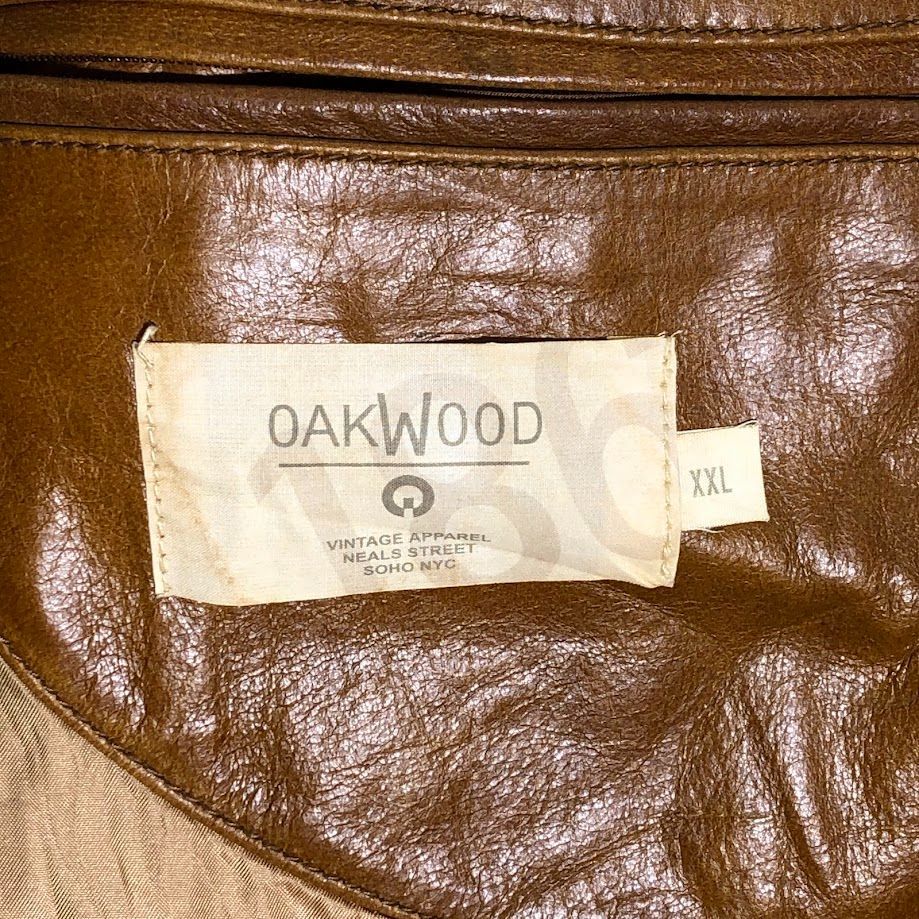 OAKWOOD
VINTAGE APPAREL
NEALS STREET
SOHO NYC
XXL